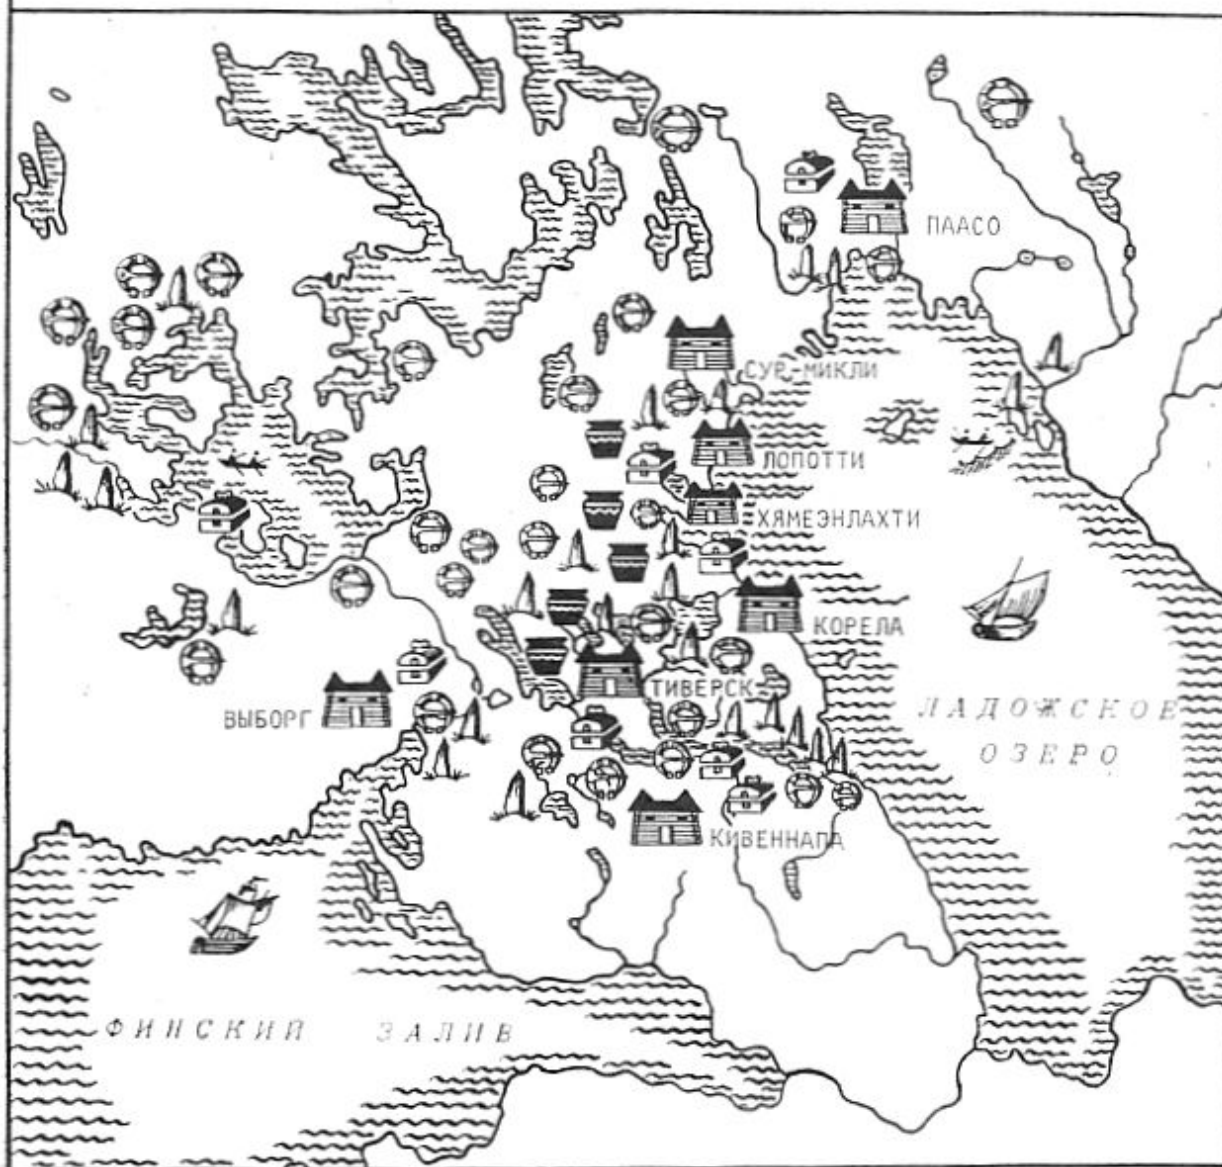 ПААСО
СУР-МИКЛИ
ЛОПОТТИ
ХЯМЕЭНЛАХТИ
КОРЕЛА
ТИВЕРСК
ВЫБОРГ
ЛАДОЖСКОЕ
ОЗЕРО
КИВЕННАПА
ФИНСКИЙ ЗАЛИВ